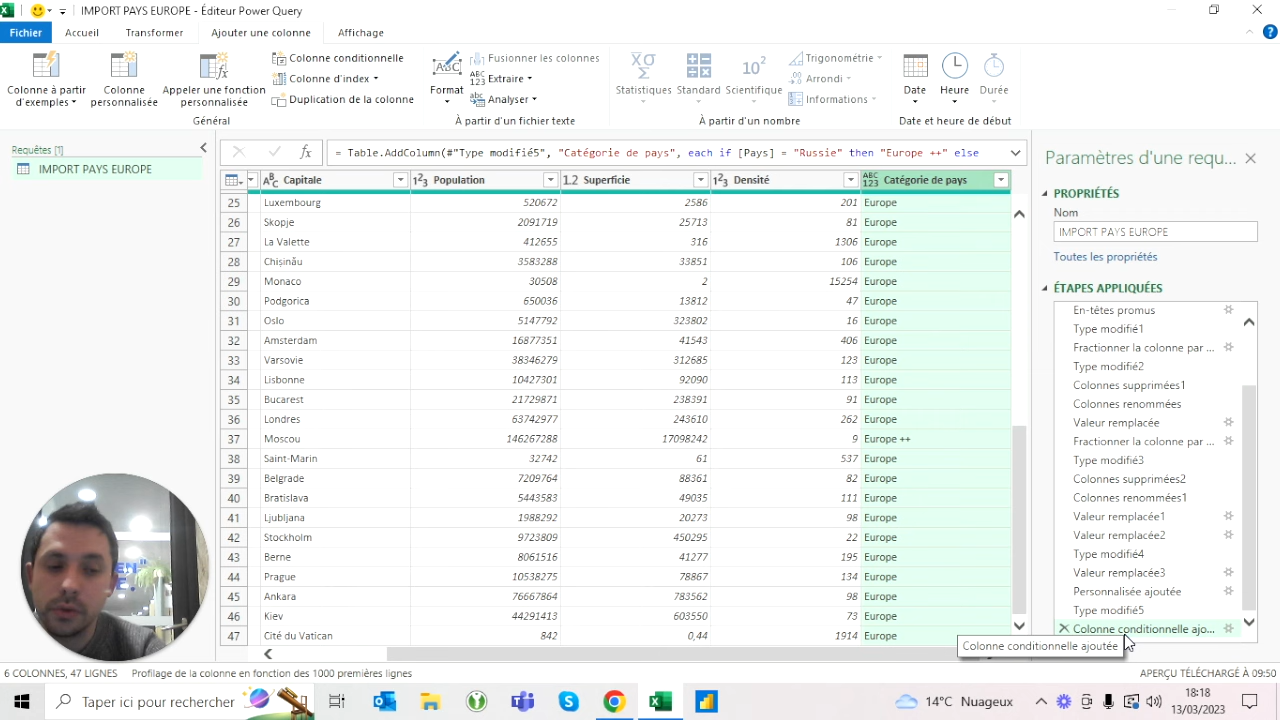 IMPORT PAYS EUROPE - Éditeur Power Query
Fichier Accueil Transformer Ajouter une colonne Affichage
Colonne à partir d'exemples
Colonne personnalisée
Appeler une fonction personnalisée
Colonne conditionnelle
Colonne d'index
Duplication de la colonne
Général
Format
Fusionner les colonnes
Extraire
Analyser
À partir d'un fichier texte
Statistiques
Standard
Scientifique
Trigonométrie
Arrondi
Informations
À partir d'un nombre
Date
Heure
Durée
Date et heure de début
Requêtes [1]
IMPORT PAYS EUROPE
fx = Table.AddColumn(#"Type modifié5", "Catégorie de pays", each if [Pays] = "Russie" then "Europe ++" else
Capitale Population Superficie Densité Catégorie de pays
25 Luxembourg 520672 2586 201 Europe
26 Skopje 2091719 25713 81 Europe
27 La Valette 412655 316 1306 Europe
28 Chișinău 3583288 33851 106 Europe
29 Monaco 30508 2 15254 Europe
30 Podgorica 650036 13812 47 Europe
31 Oslo 5147792 323802 16 Europe
32 Amsterdam 16877351 41543 406 Europe
33 Varsovie 38346279 312685 123 Europe
34 Lisbonne 10427301 92090 113 Europe
35 Bucarest 21729871 238391 91 Europe
36 Londres 63742977 243610 262 Europe
37 Moscou 146267288 17098242 9 Europe ++
38 Saint-Marin 32742 61 537 Europe
39 Belgrade 7209764 88361 82 Europe
40 Bratislava 5443583 49035 111 Europe
41 Ljubljana 1988292 20273 98 Europe
42 Stockholm 9723809 450295 22 Europe
43 Berne 8061516 41277 195 Europe
44 Prague 10538275 78867 134 Europe
45 Ankara 76667864 783562 98 Europe
46 Kiev 44291413 603550 73 Europe
47 Cité du Vatican 842 0,44 1914 Europe
Paramètres d'une requ...
PROPRIÉTÉS
Nom
IMPORT PAYS EUROPE
Toutes les propriétés
ÉTAPES APPLIQUÉES
En-têtes promus
Type modifié1
Fractionner la colonne par ...
Type modifié2
Colonnes supprimées1
Colonnes renommées
Valeur remplacée
Fractionner la colonne par ...
Type modifié3
Colonnes supprimées2
Colonnes renommées1
Valeur remplacée1
Valeur remplacée2
Type modifié4
Valeur remplacée3
Personnalisée ajoutée
Type modifié5
Colonne conditionnelle ajo...
Colonne conditionnelle ajoutée
6 COLONNES, 47 LIGNES Profilage de la colonne en fonction des 1000 premières lignes APERÇU TÉLÉCHARGÉ À 09:50
Taper ici pour rechercher
14°C Nuageux
18:18
13/03/2023